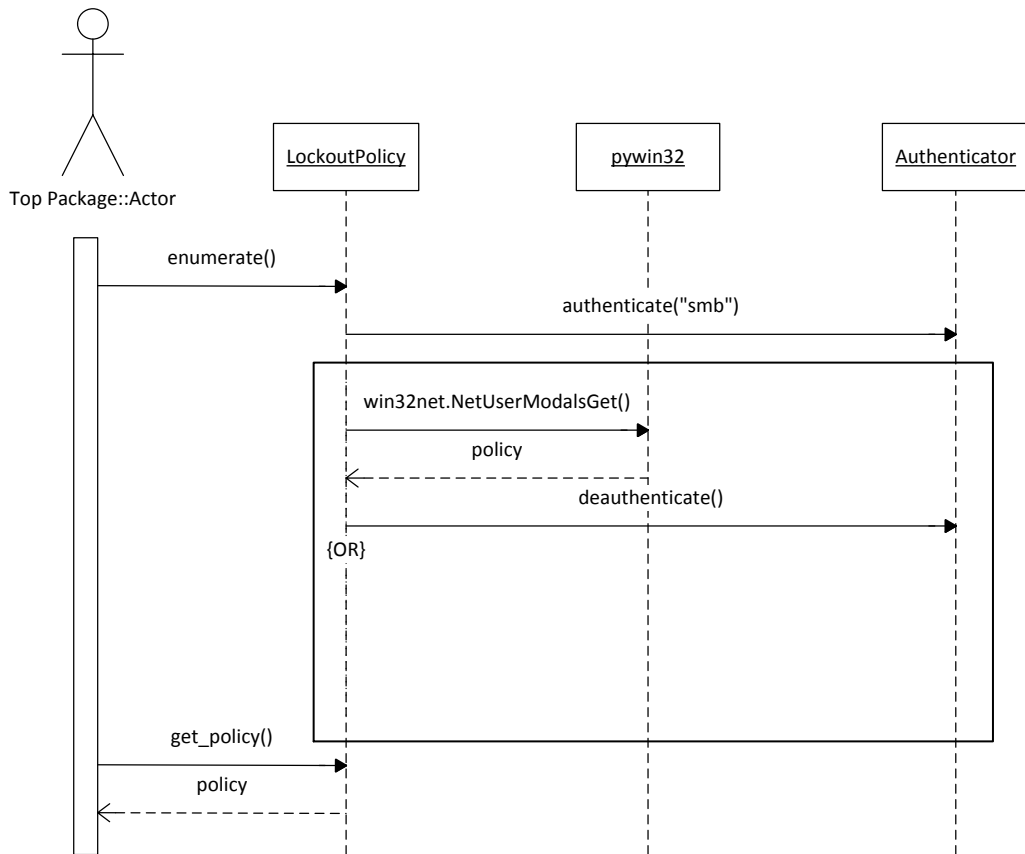 LockoutPolicy
pywin32
Authenticator
Top Package::Actor
enumerate()
authenticate("smb")
win32net.NetUserModalsGet()
policy
deauthenticate()
{OR}
get_policy()
policy